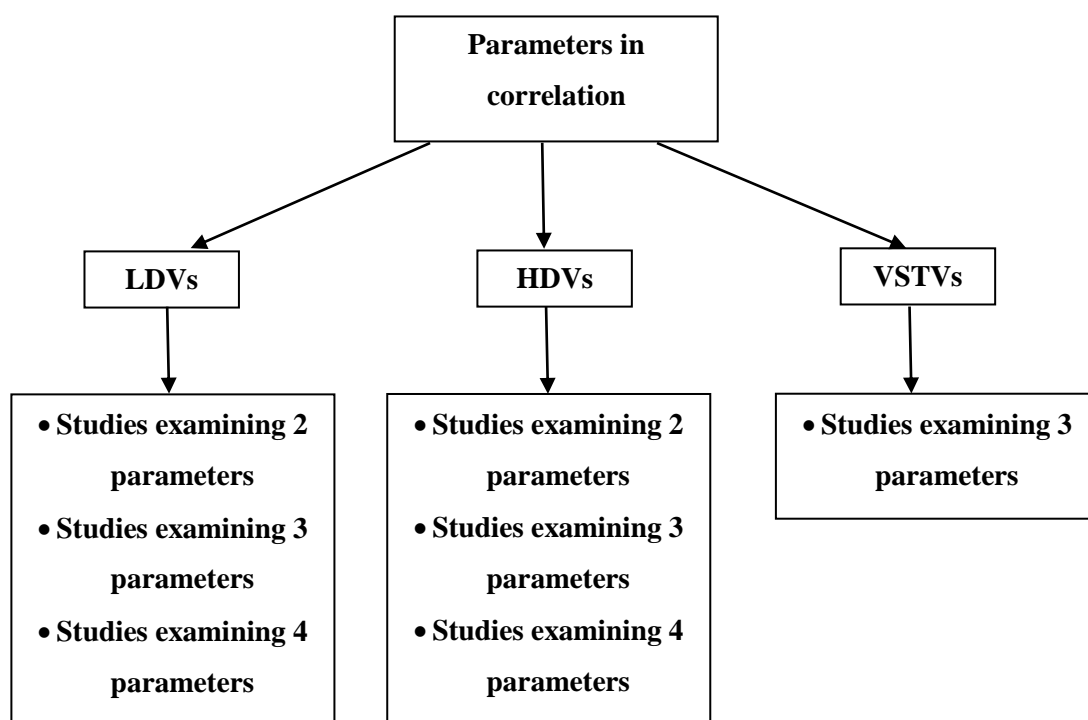 Parameters in
correlation
LDVs
HDVs
VSTVs
• Studies examining 2
parameters
• Studies examining 3
parameters
• Studies examining 4
parameters
• Studies examining 2
parameters
• Studies examining 3
parameters
• Studies examining 4
parameters
• Studies examining 3
parameters